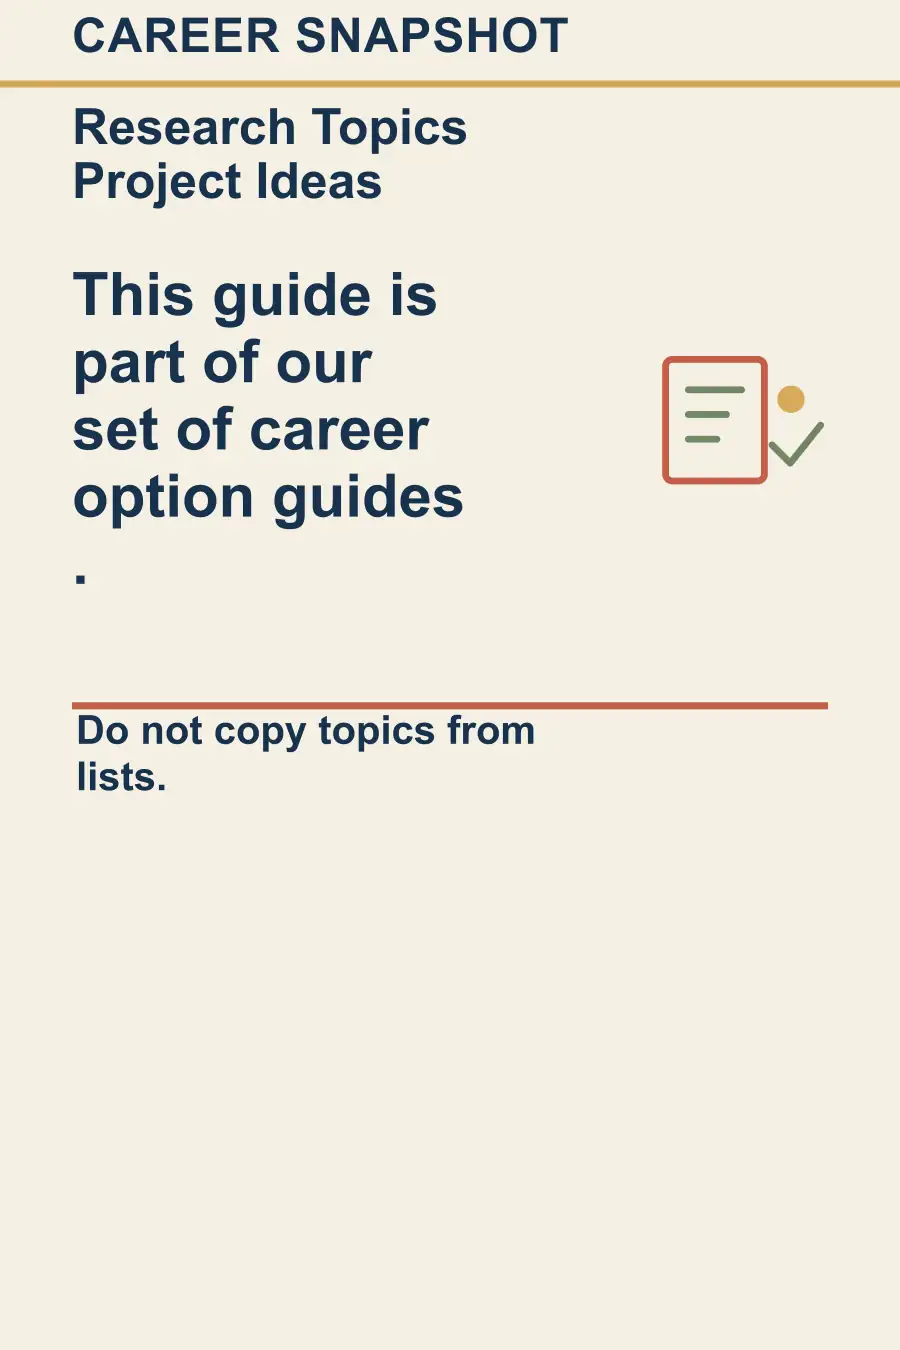 CAREER SNAPSHOT
Research Topics
Project Ideas
This guide is
part of our
set of career
option guides
.
Do not copy topics from
lists.